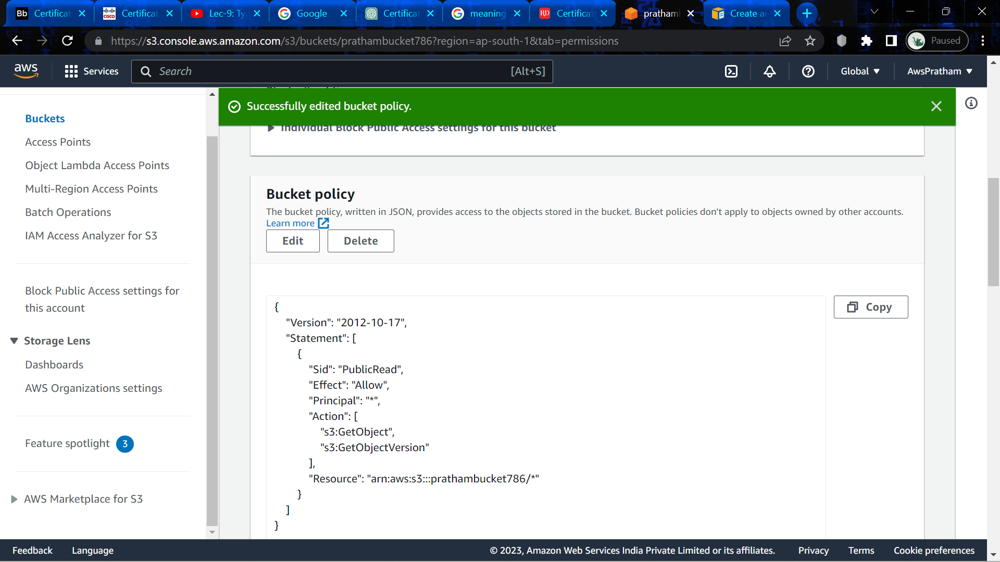 Bb Certificat
CISCO Certificat
Lec-9: Ty
Google
Certificat
meaning
RD Certificat
prathaml
Create a
https://s3.console.aws.amazon.com/s3/buckets/prathambucket786?region=ap-south-1&tab=permissions
Paused
aws
Services
Search
[Alt+S]
Global
AwsPratham
Successfully edited bucket policy.
Individual Block Public Access settings for this bucket
Buckets
Access Points
Object Lambda Access Points
Multi-Region Access Points
Batch Operations
IAM Access Analyzer for S3
Block Public Access settings for
this account
Storage Lens
Dashboards
AWS Organizations settings
Feature spotlight 3
AWS Marketplace for S3
Bucket policy
The bucket policy, written in JSON, provides access to the objects stored in the bucket. Bucket policies don't apply to objects owned by other accounts.
Learn more
Edit
Delete
Copy
{
"Version": "2012-10-17",
"Statement": [
{
"Sid": "PublicRead",
"Effect": "Allow",
"Principal": "*",
"Action": [
"s3:GetObject",
"s3:GetObjectVersion"
],
"Resource": "arn:aws:s3:::prathambucket786/*"
}
]
}
Feedback
Language
© 2023, Amazon Web Services India Private Limited or its affiliates.
Privacy
Terms
Cookie preferences